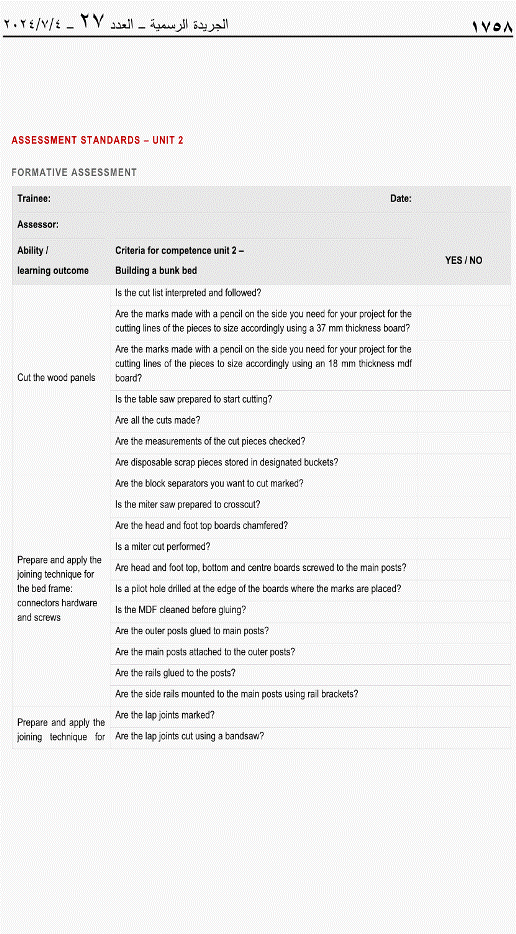 ١٧٥٨ الجريدة الرسمية – العدد ٢٧ – ٢٠٢٤/٧/٤
ASSESSMENT STANDARDS – UNIT 2
FORMATIVE ASSESSMENT
Trainee: Date:
Assessor:
Ability /
learning outcome
Criteria for competence unit 2 –
Building a bunk bed
YES / NO
Cut the wood panels
Is the cut list interpreted and followed?
Are the marks made with a pencil on the side you need for your project for the
cutting lines of the pieces to size accordingly using a 37 mm thickness board?
Are the marks made with a pencil on the side you need for your project for the
cutting lines of the pieces to size accordingly using an 18 mm thickness mdf
board?
Is the table saw prepared to start cutting?
Are all the cuts made?
Are the measurements of the cut pieces checked?
Are disposable scrap pieces stored in designated buckets?
Prepare and apply the
joining technique for
the bed frame:
connectors hardware
and screws
Are the block separators you want to cut marked?
Is the miter saw prepared to crosscut?
Are the head and foot top boards chamfered?
Is a miter cut performed?
Are head and foot top, bottom and centre boards screwed to the main posts?
Is a pilot hole drilled at the edge of the boards where the marks are placed?
Is the MDF cleaned before gluing?
Are the outer posts glued to main posts?
Are the main posts attached to the outer posts?
Are the rails glued to the posts?
Are the side rails mounted to the main posts using rail brackets?
Prepare and apply the
joining technique for
Are the lap joints marked?
Are the lap joints cut using a bandsaw?